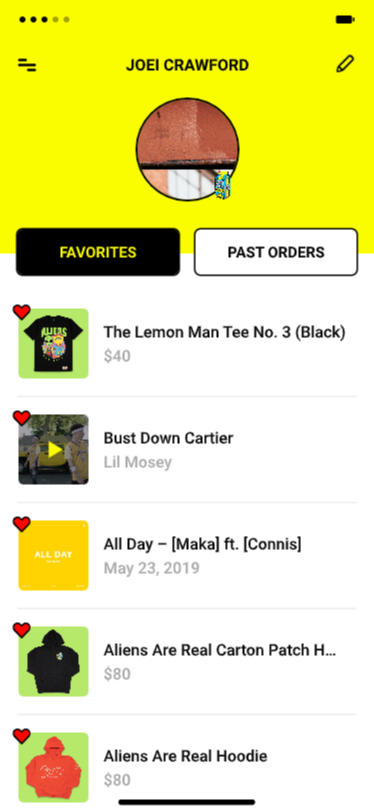 JOEI CRAWFORD
FAVORITES
PAST ORDERS
The Lemon Man Tee No. 3 (Black)
$40
Bust Down Cartier
Lil Mosey
ALL DAY
All Day – [Maka] ft. [Connis]
May 23, 2019
Aliens Are Real Carton Patch H...
$80
Aliens Are Real Hoodie
$80